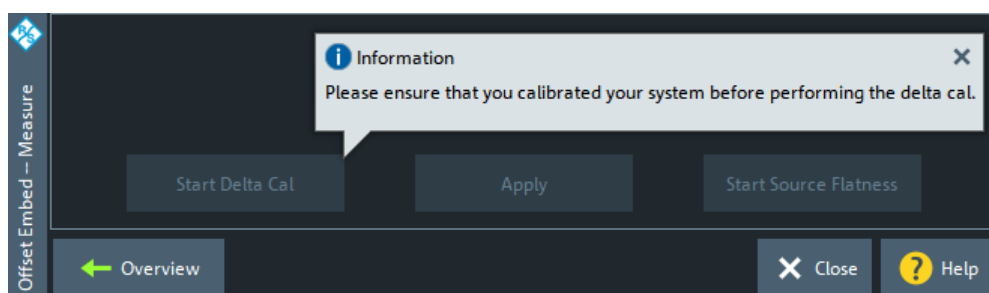 R/S
Offset Embed – Measure
Information
Please ensure that you calibrated your system before performing the delta cal.
Start Delta Cal
Apply
Start Source Flatness
Overview
Close
? Help